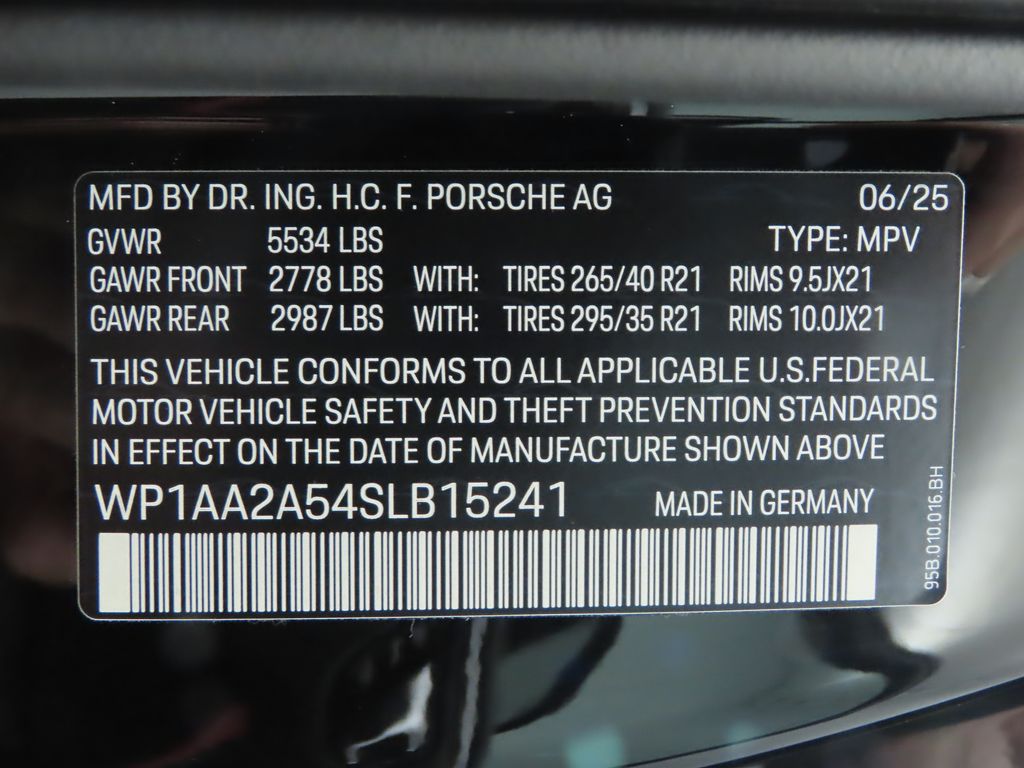 MFD BY DR. ING. H.C. F. PORSCHE AG 06/25
GVWR 5534 LBS TYPE: MPV
GAWR FRONT 2778 LBS WITH: TIRES 265/40 R21 RIMS 9.5JX21
GAWR REAR 2987 LBS WITH: TIRES 295/35 R21 RIMS 10.0JX21
THIS VEHICLE CONFORMS TO ALL APPLICABLE U.S.FEDERAL
MOTOR VEHICLE SAFETY AND THEFT PREVENTION STANDARDS
IN EFFECT ON THE DATE OF MANUFACTURE SHOWN ABOVE
WP1AA2A54SLB15241 MADE IN GERMANY
95B.010.016.BH